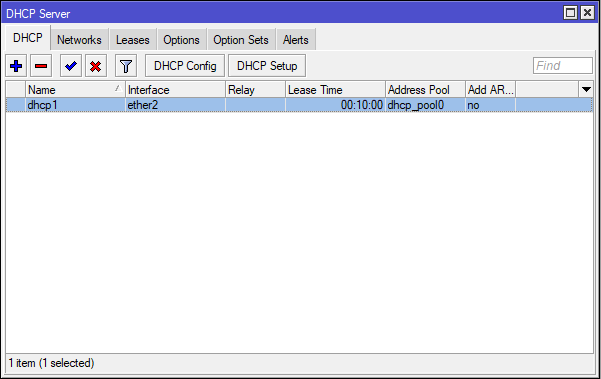 DHCP Server
DHCP Networks Leases Options Option Sets Alerts
DHCP Config DHCP Setup Find
Name Interface Relay Lease Time Address Pool Add AR...
dhcp1 ether2 00:10:00 dhcp_pool0 no
1 item (1 selected)